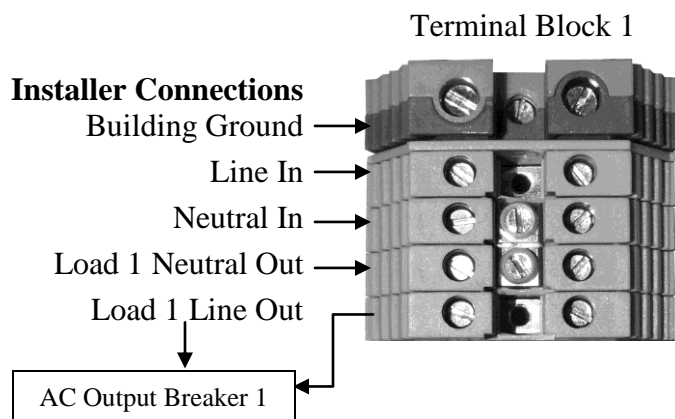 Terminal Block 1
Installer Connections
Building Ground
Line In
Neutral In
Load 1 Neutral Out
Load 1 Line Out
AC Output Breaker 1